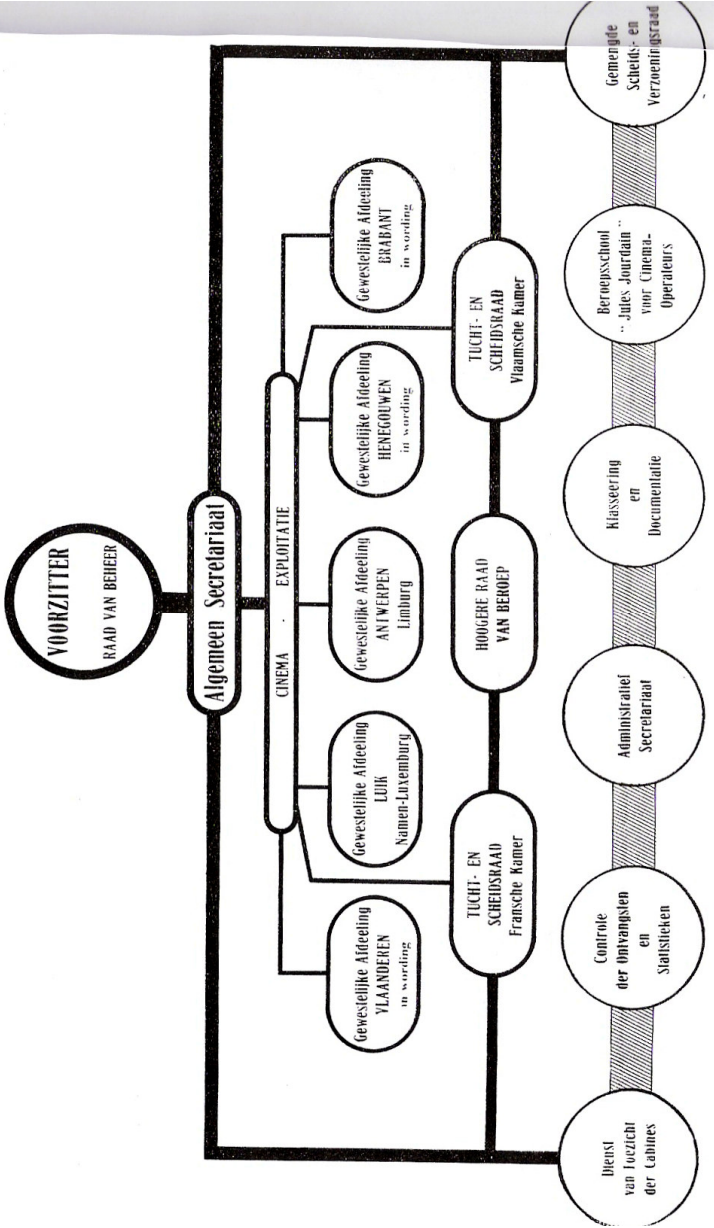 VOORZITTER
RAAD VAN BEHEER
Algemeen Secretariaat
CINEMA - EXPLOITATIE
Gewestelijke Afdeeling
VLAANDEREN
in wording
Gewestelijke Afdeeling
LUIK
Namen-Luxemburg
Gewestelijke Afdeeling
ANTWERPEN
Limburg
Gewestelijke Afdeeling
HENEGOUWEN
in wording
Gewestelijke Afdeeling
BRABANT
in wording
TUCHT- EN
SCHEIDSRAAD
Fransche Kamer
HOOGERE RAAD
VAN BEROEP
TUCHT- EN
SCHEIDSRAAD
Vlaamsche Kamer
Dienst
van Toezicht
der Cabines
Controle
der Ontvangsten
en
Statistieken
Administratief
Secretariaat
Klasseering
en
Documentatie
Beroepsschool
"Jules Jourdain"
voor Cinema-
Operateurs
Gemengde
Scheids- en
Verzoeningsraad